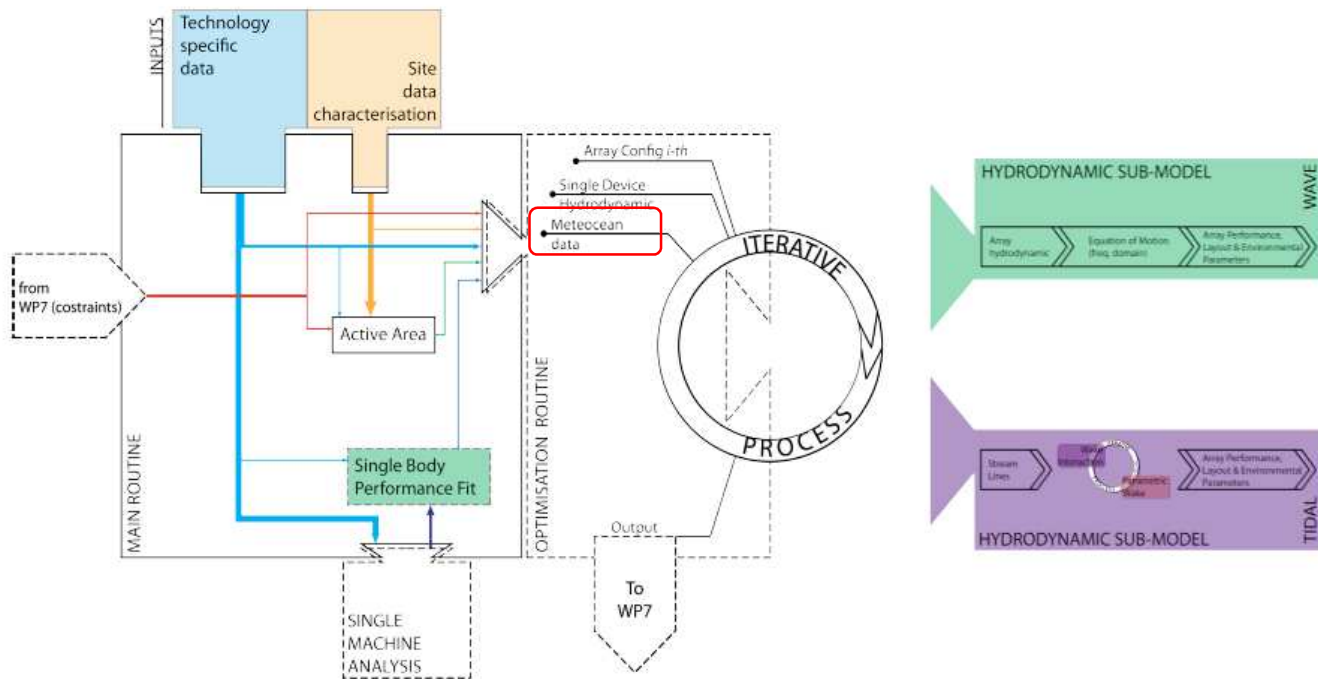 INPUTS
Technology
specific
data
Site
data
characterisation
from
WP7 (costraints)
MAIN ROUTINE
Active Area
Single Body
Performance Fit
SINGLE
MACHINE
ANALYSIS
OPTIMISATION ROUTINE
Array Config i-th
Single Device
Hydrodynamic
Meteocean
data
ITERATIVE
PROCESS
Output
To
WP7
HYDRODYNAMIC SUB-MODEL
WAVE
Array
hydrodynamic
Equation of Motion
(freq. domain)
Array Performance,
Layout & Environmental
Parameters
Stream
Lines
Wake
Interaction
Parametric
Wake
Array Performance,
Layout & Environmental
Parameters
HYDRODYNAMIC SUB-MODEL
TIDAL